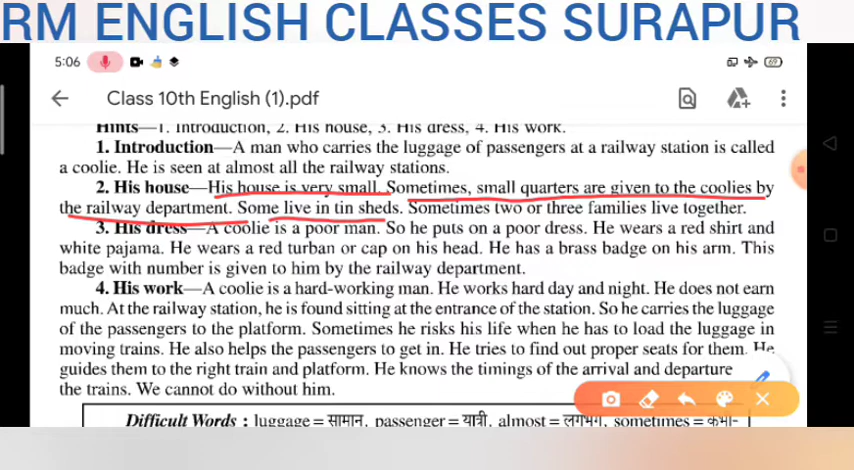 RM ENGLISH CLASSES SURAPUR
5:06
69
Class 10th English (1).pdf
Hints—1. Introduction, 2. His house, 3. His dress, 4. His work.
1. Introduction—A man who carries the luggage of passengers at a railway station is called
a coolie. He is seen at almost all the railway stations.
2. His house—His house is very small. Sometimes, small quarters are given to the coolies by
the railway department. Some live in tin sheds. Sometimes two or three families live together.
3. His dress—A coolie is a poor man. So he puts on a poor dress. He wears a red shirt and
white pajama. He wears a red turban or cap on his head. He has a brass badge on his arm. This
badge with number is given to him by the railway department.
4. His work—A coolie is a hard-working man. He works hard day and night. He does not earn
much. At the railway station, he is found sitting at the entrance of the station. So he carries the luggage
of the passengers to the platform. Sometimes he risks his life when he has to load the luggage in
moving trains. He also helps the passengers to get in. He tries to find out proper seats for them. He
guides them to the right train and platform. He knows the timings of the arrival and departure
the trains. We cannot do without him.
Difficult Words : luggage = सामान, passenger = यात्री, almost = लगभग, sometimes = कभी-